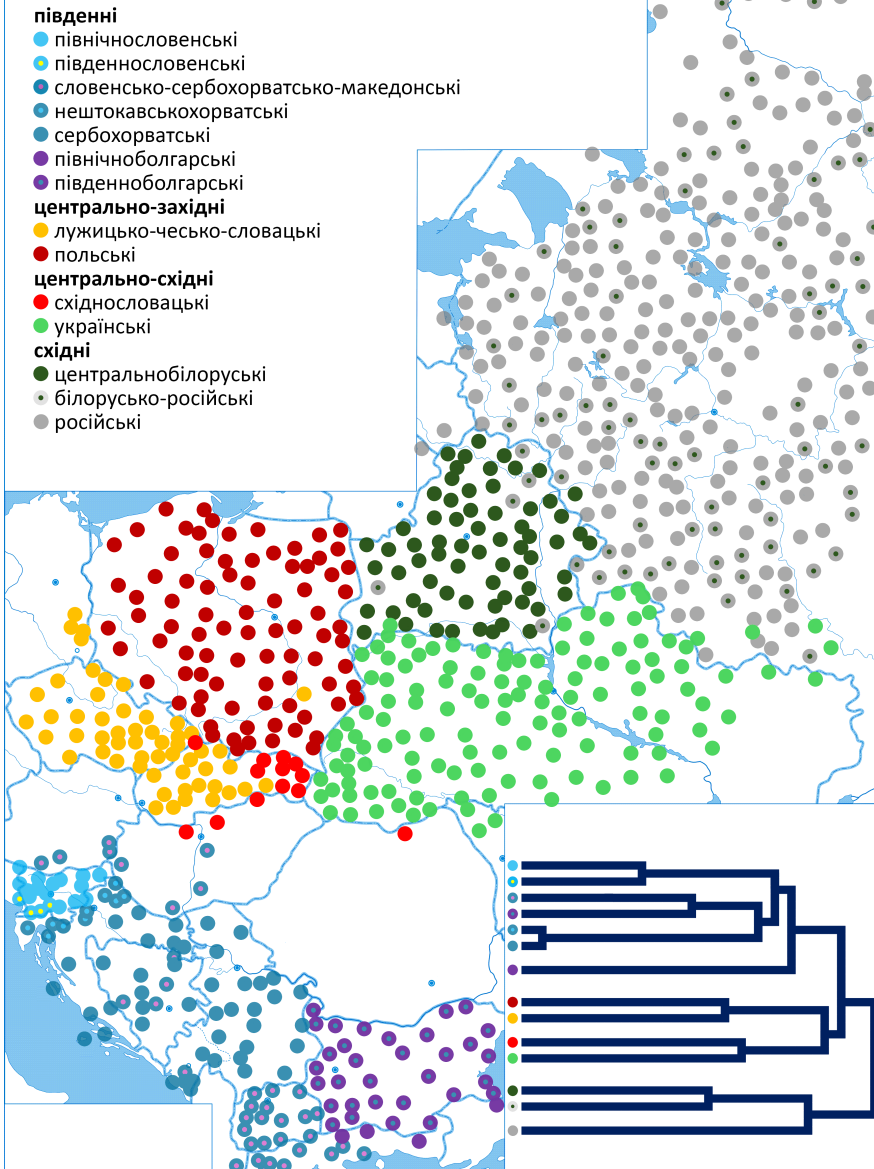 південні
північнословенські
південнословенські
словенсько-сербохорватсько-македонські
нештокавськохорватські
сербохорватські
північноболгарські
південноболгарські
центрально-західні
лужицько-чесько-словацькі
польські
центрально-східні
східнословацькі
українські
східні
центральнобілоруські
білорусько-російські
російські